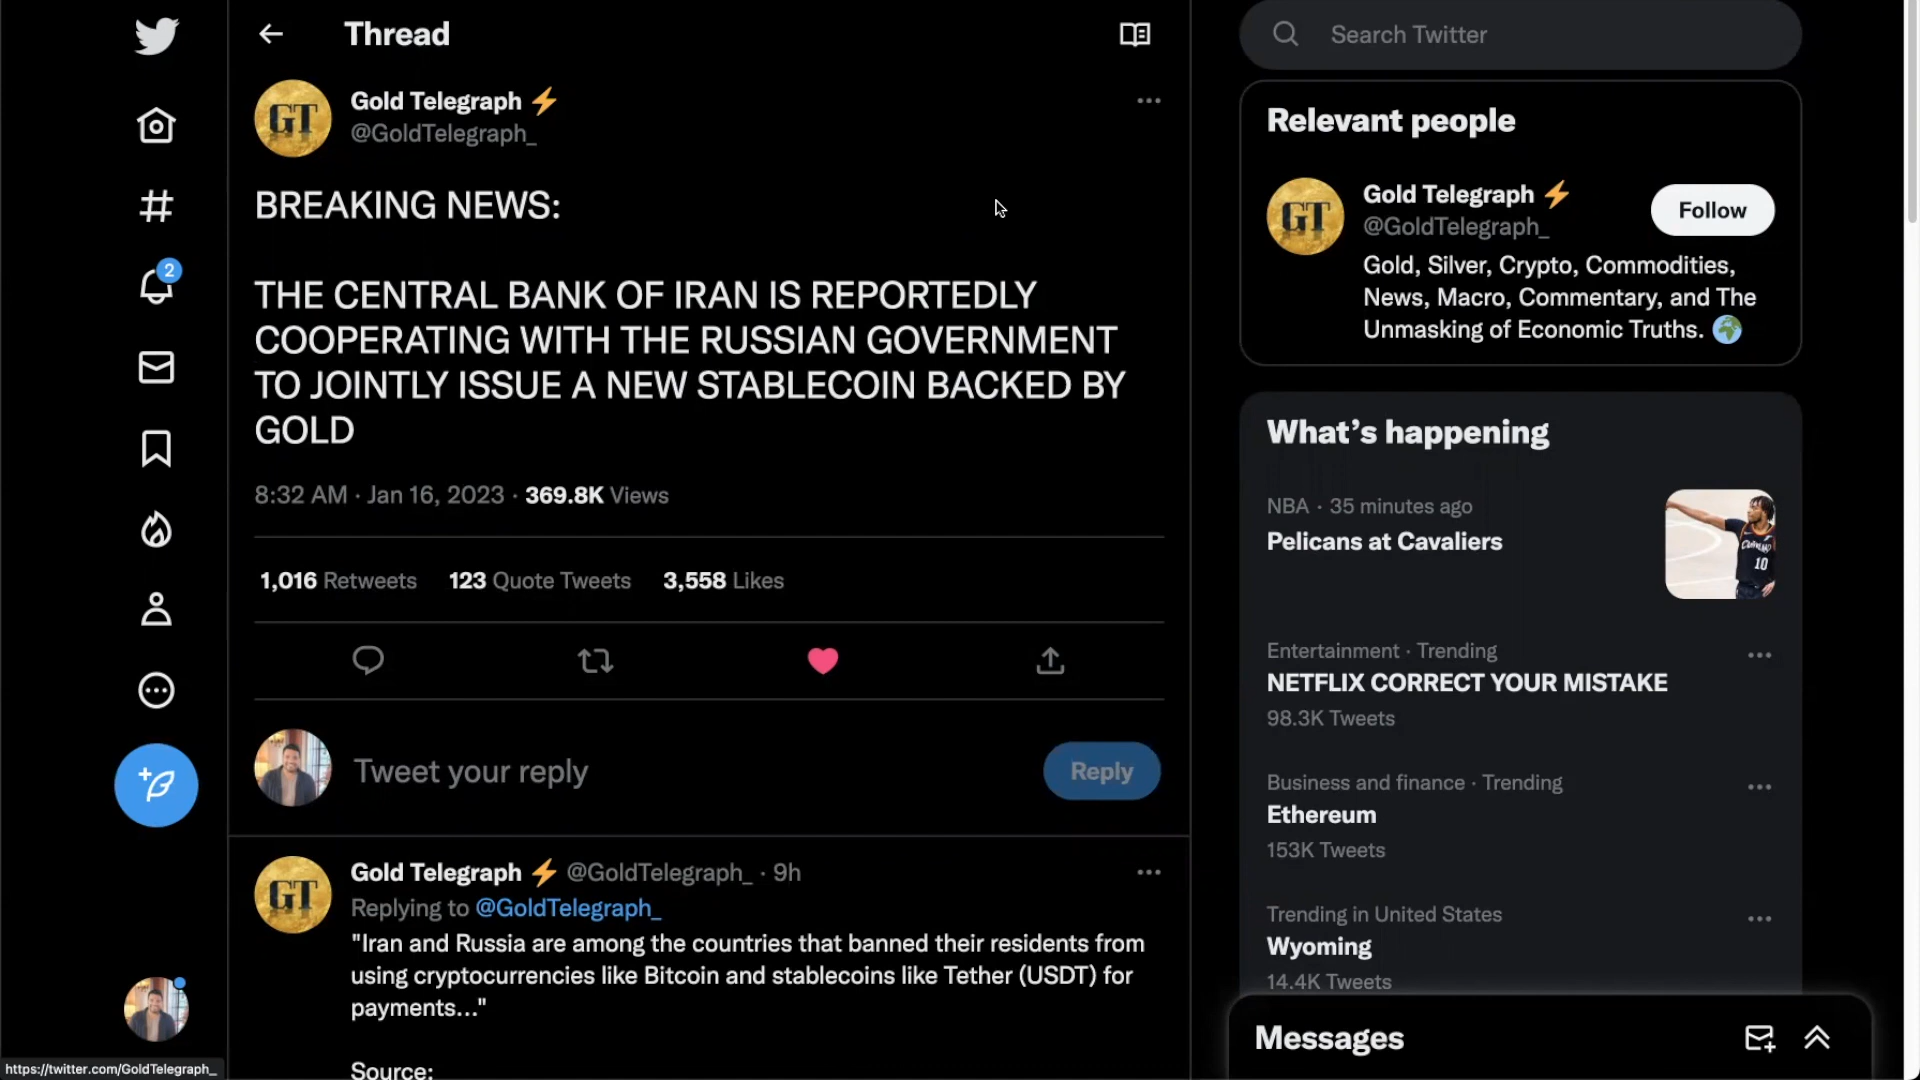 Thread
Search Twitter
GT
Gold Telegraph ⚡
@GoldTelegraph_
BREAKING NEWS:
THE CENTRAL BANK OF IRAN IS REPORTEDLY
COOPERATING WITH THE RUSSIAN GOVERNMENT
TO JOINTLY ISSUE A NEW STABLECOIN BACKED BY
GOLD
8:32 AM · Jan 16, 2023 · 369.8K Views
1,016 Retweets 123 Quote Tweets 3,558 Likes
Tweet your reply
Reply
GT
Gold Telegraph ⚡ @GoldTelegraph_ · 9h
Replying to @GoldTelegraph_
"Iran and Russia are among the countries that banned their residents from
using cryptocurrencies like Bitcoin and stablecoins like Tether (USDT) for
payments..."
Source:
2
Relevant people
GT
Gold Telegraph ⚡
@GoldTelegraph_
Follow
Gold, Silver, Crypto, Commodities,
News, Macro, Commentary, and The
Unmasking of Economic Truths. 🌍
What's happening
NBA · 35 minutes ago
Pelicans at Cavaliers
10
Entertainment · Trending
NETFLIX CORRECT YOUR MISTAKE
98.3K Tweets
Business and finance · Trending
Ethereum
153K Tweets
Trending in United States
Wyoming
14.4K Tweets
Messages
https://twitter.com/GoldTelegraph_